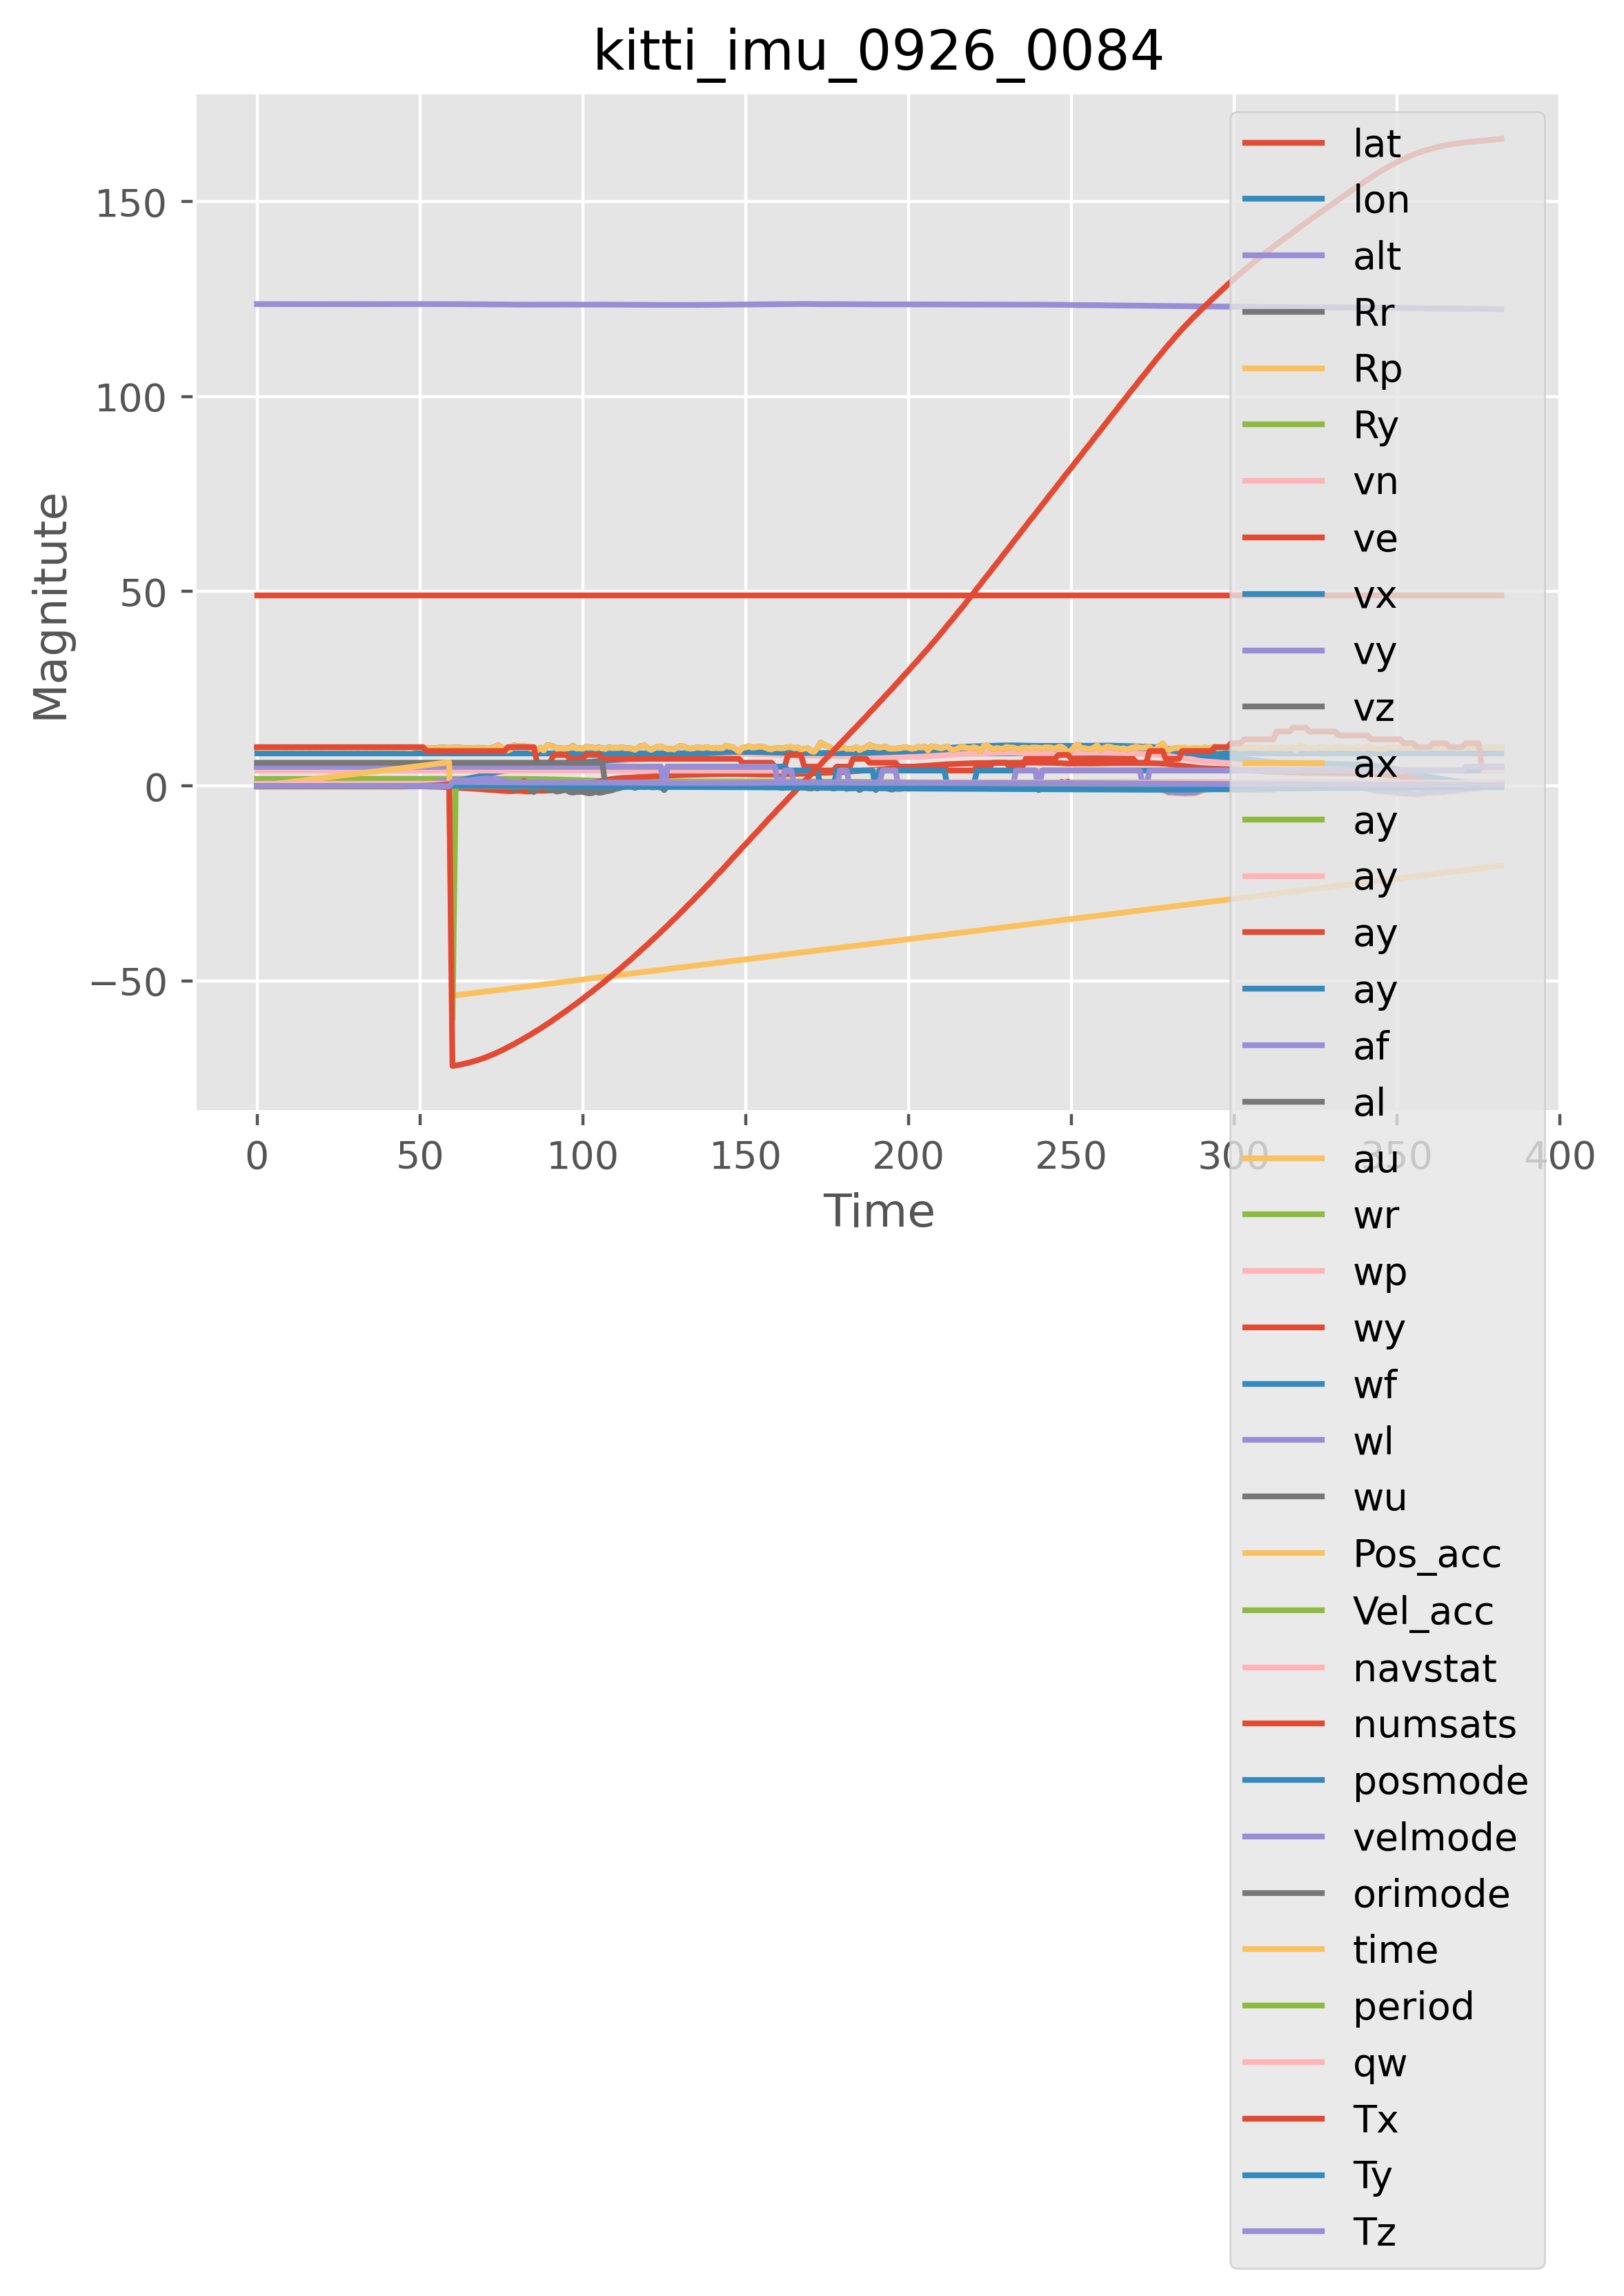 kitti_imu_0926_0084
Magnitute
150
100
50
0
−50
0 50 100 150 200 250 300 350 400
Time
lat
lon
alt
Rr
Rp
Ry
vn
ve
vx
vy
vz
ax
ay
ay
ay
ay
af
al
au
wr
wp
wy
wf
wl
wu
Pos_acc
Vel_acc
navstat
numsats
posmode
velmode
orimode
time
period
qw
Tx
Ty
Tz